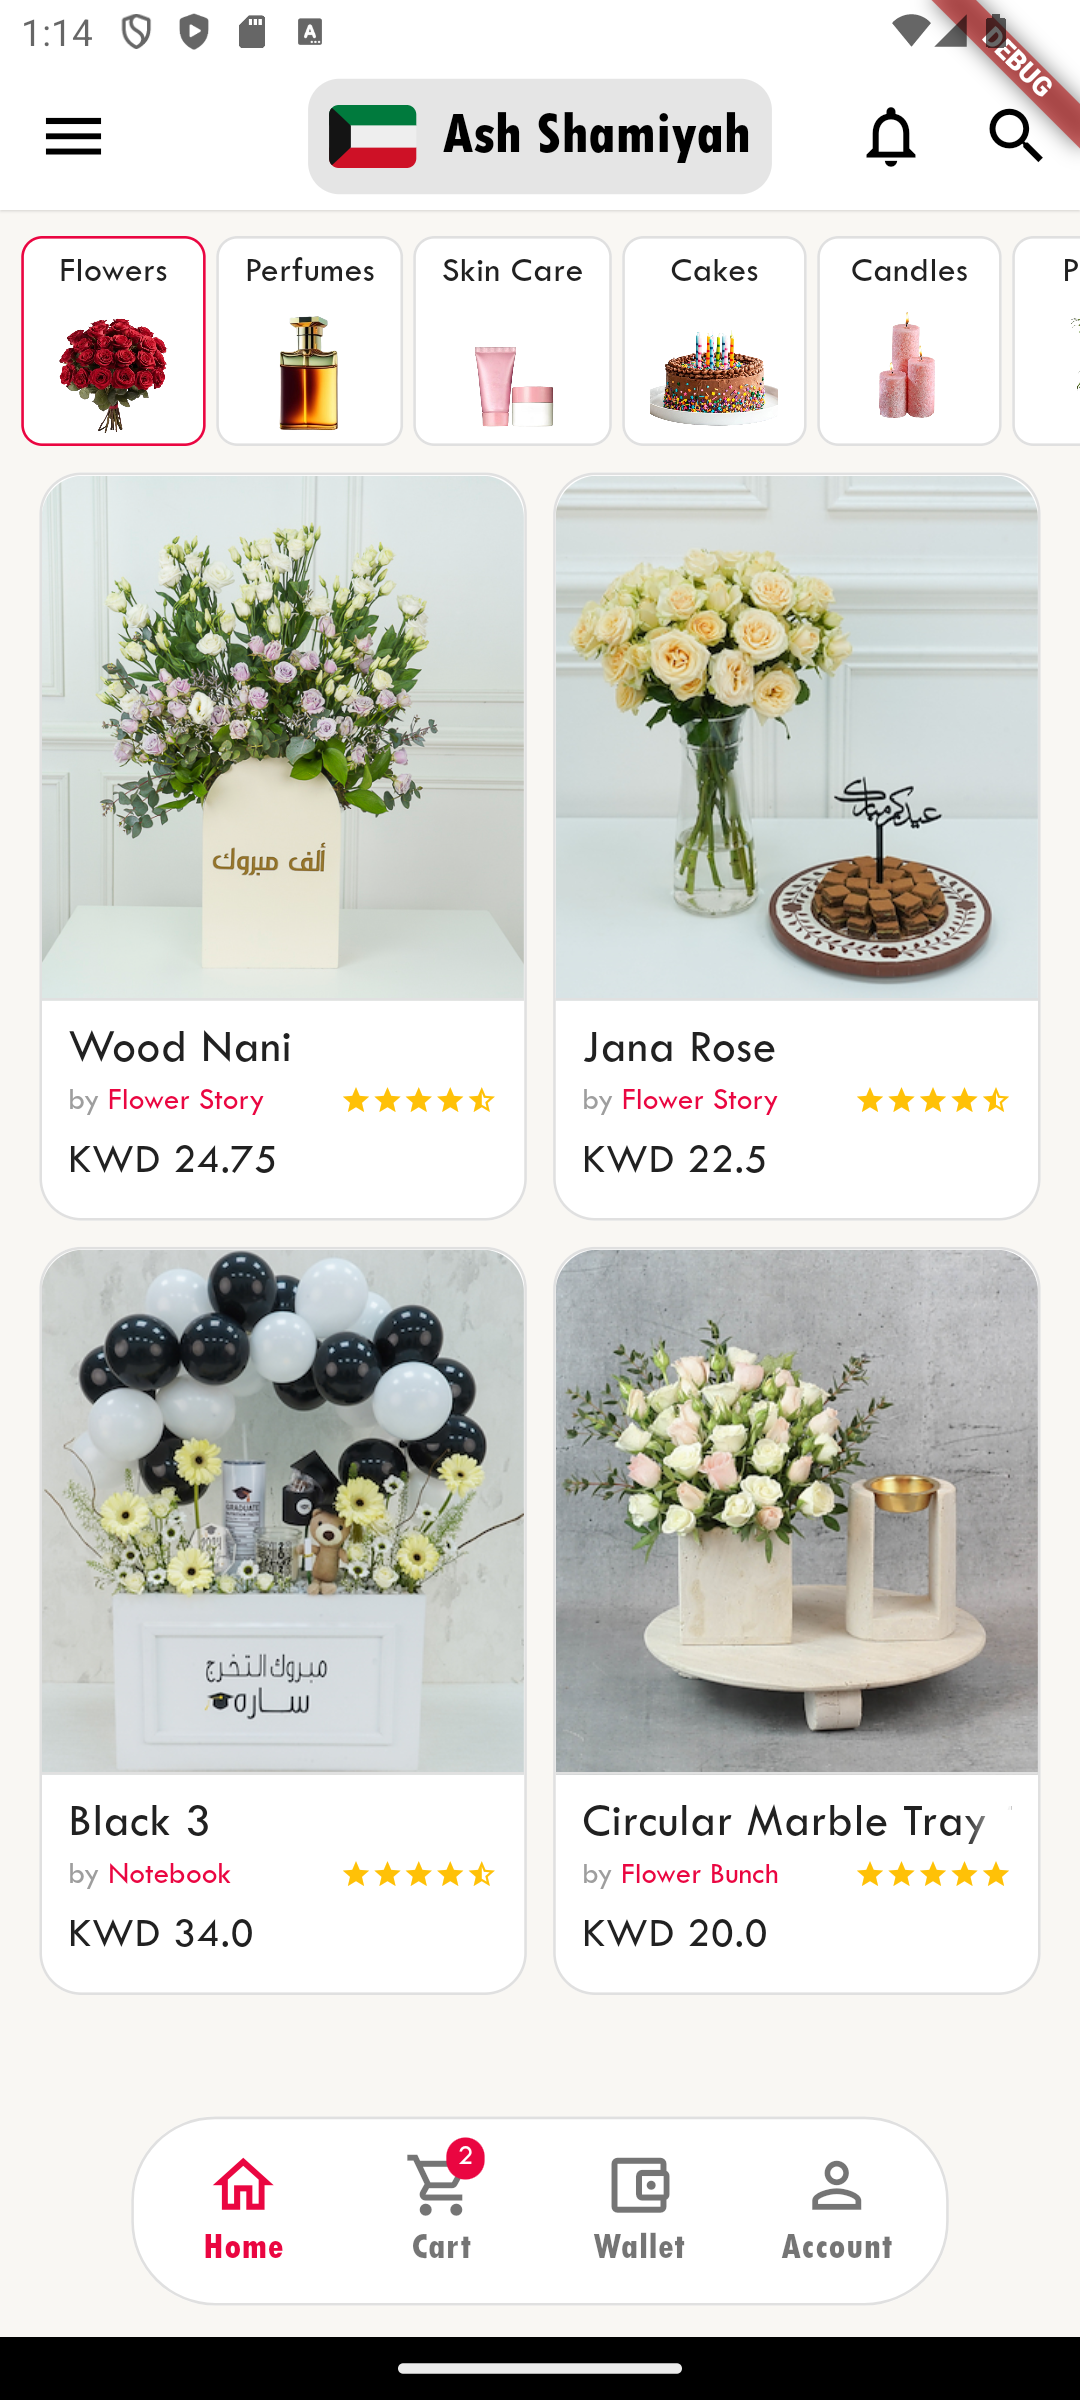 1:14
DEBUG
Ash Shamiyah
Flowers
Perfumes
Skin Care
Cakes
Candles
P
ألف مبروك
عيدكم مبارك
Wood Nani
by Flower Story
KWD 24.75
Jana Rose
by Flower Story
KWD 22.5
GRADUATE
مبروك التخرج
ساره
Black 3
by Notebook
KWD 34.0
Circular Marble Tray
by Flower Bunch
KWD 20.0
2
Home
Cart
Wallet
Account